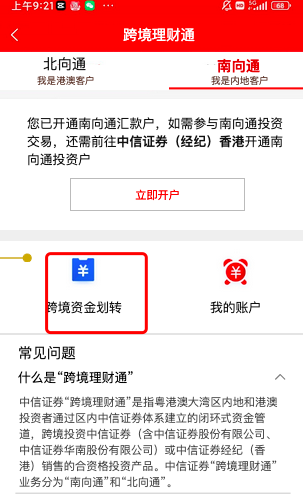 上午9:21
68
跨境理财通
北向通
南向通
我是港澳客户
我是内地客户
您已开通南向通汇款户，如需参与南向通投资
交易，还需前往中信证券（经纪）香港开通南
向通投资户
立即开户
跨境资金划转
我的账户
常见问题
什么是“跨境理财通”
中信证券“跨境理财通”是指粤港澳大湾区内地和港澳
投资者通过区内中信证券体系建立的闭环式资金管
道，跨境投资中信证券（含中信证券股份有限公司、
中信证券华南股份有限公司）或中信证券经纪（香
港）销售的合资格投资产品。中信证券“跨境理财通”
业务分为“南向通”和“北向通”。